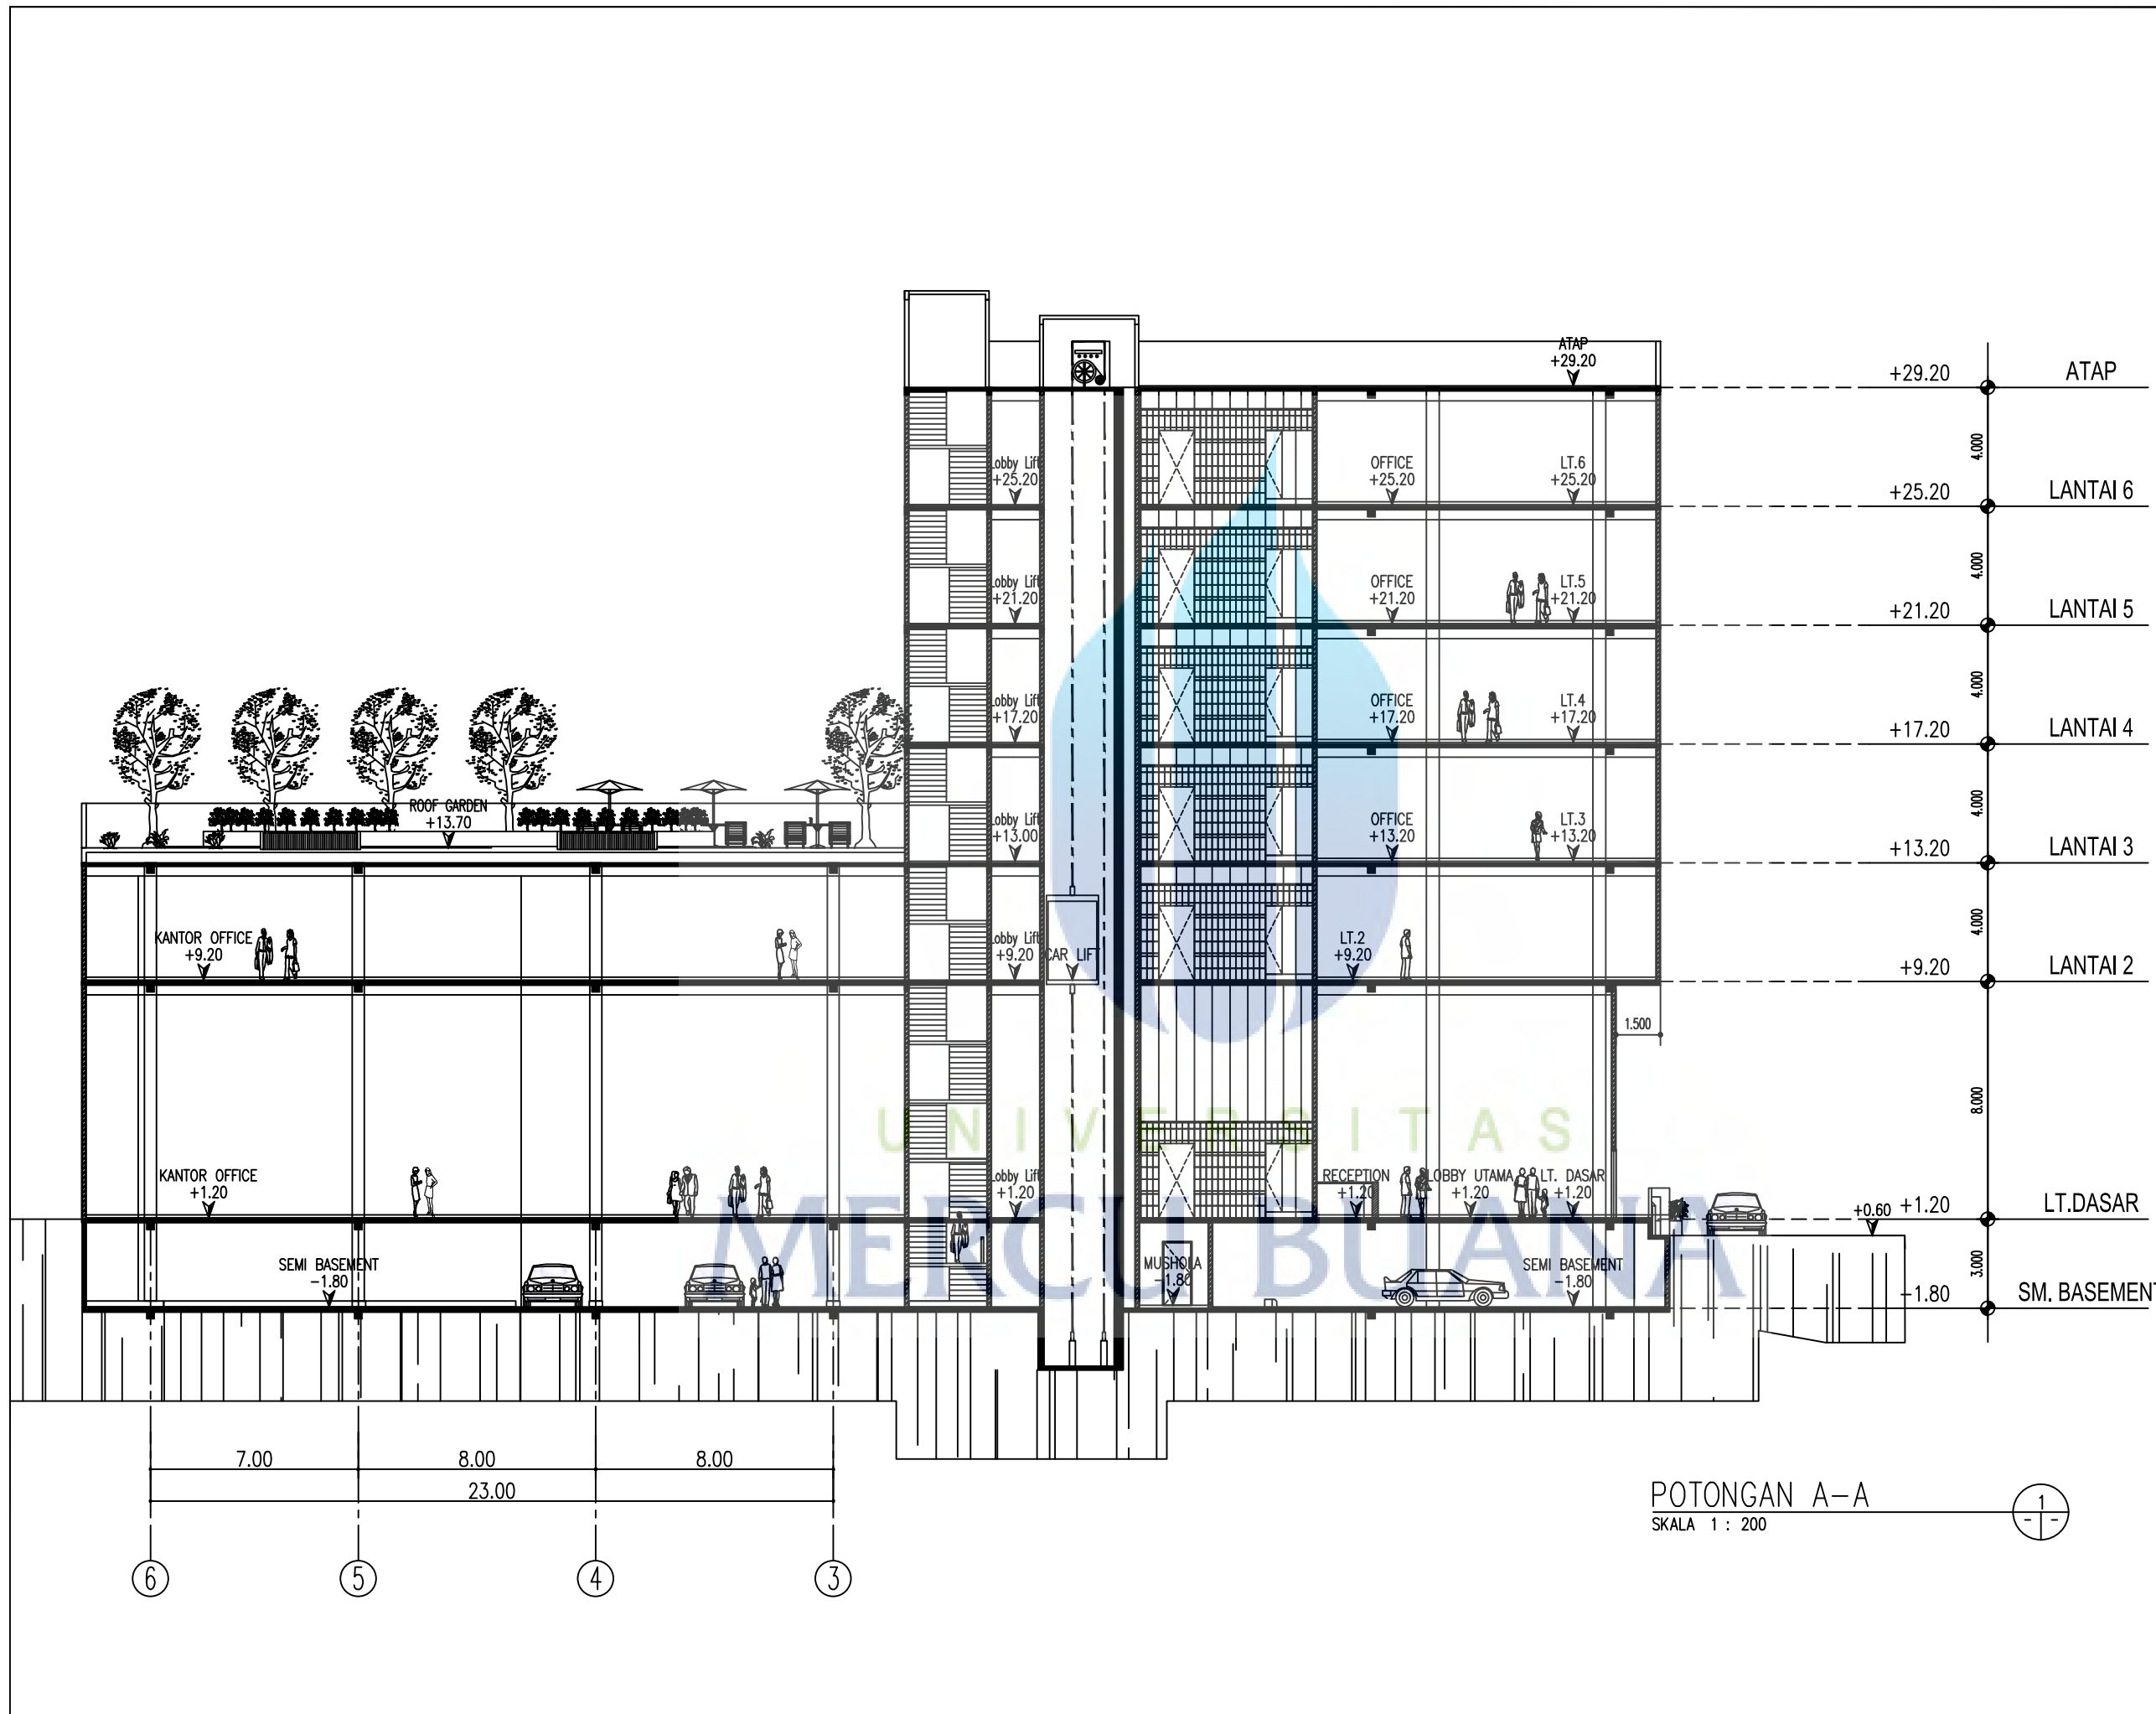 ATAP
+29.20
+29.20
ATAP
4.000
Lobby Lift
+25.20
OFFICE
+25.20
LT.6
+25.20
+25.20
LANTAI 6
4.000
Lobby Lift
+21.20
OFFICE
+21.20
LT.5
+21.20
+21.20
LANTAI 5
4.000
Lobby Lift
+17.20
OFFICE
+17.20
LT.4
+17.20
+17.20
LANTAI 4
4.000
ROOF GARDEN
+13.70
Lobby Lift
+13.00
OFFICE
+13.20
LT.3
+13.20
+13.20
LANTAI 3
4.000
KANTOR OFFICE
+9.20
Lobby Lift
+9.20
CAR LIFT
LT.2
+9.20
+9.20
LANTAI 2
1.500
8.000
UNIVERSITAS
MERCU BUANA
KANTOR OFFICE
+1.20
Lobby Lift
+1.20
RECEPTION
+1.20
LOBBY UTAMA
+1.20
LT. DASAR
+1.20
+0.60
+1.20
LT.DASAR
3.000
SEMI BASEMENT
-1.80
MUSHOLA
-1.80
SEMI BASEMENT
-1.80
-1.80
SM. BASEMENT
7.00
8.00
8.00
23.00
6
5
4
3
POTONGAN A-A
SKALA 1 : 200
1
- -